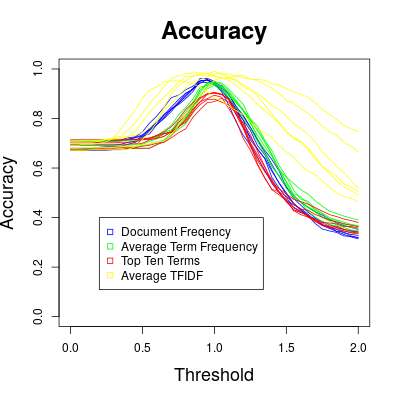 Accuracy
Accuracy
1.0
0.8
0.6
0.4
0.2
0.0
Document Freqency
Average Term Frequency
Top Ten Terms
Average TFIDF
0.0 0.5 1.0 1.5 2.0
Threshold